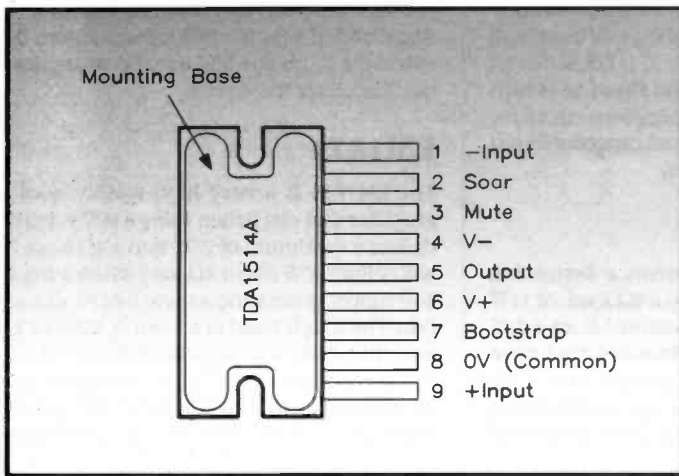 Mounting Base
TDA1514A
1 –Input
2 Soar
3 Mute
4 V–
5 Output
6 V+
7 Bootstrap
8 0V (Common)
9 +Input